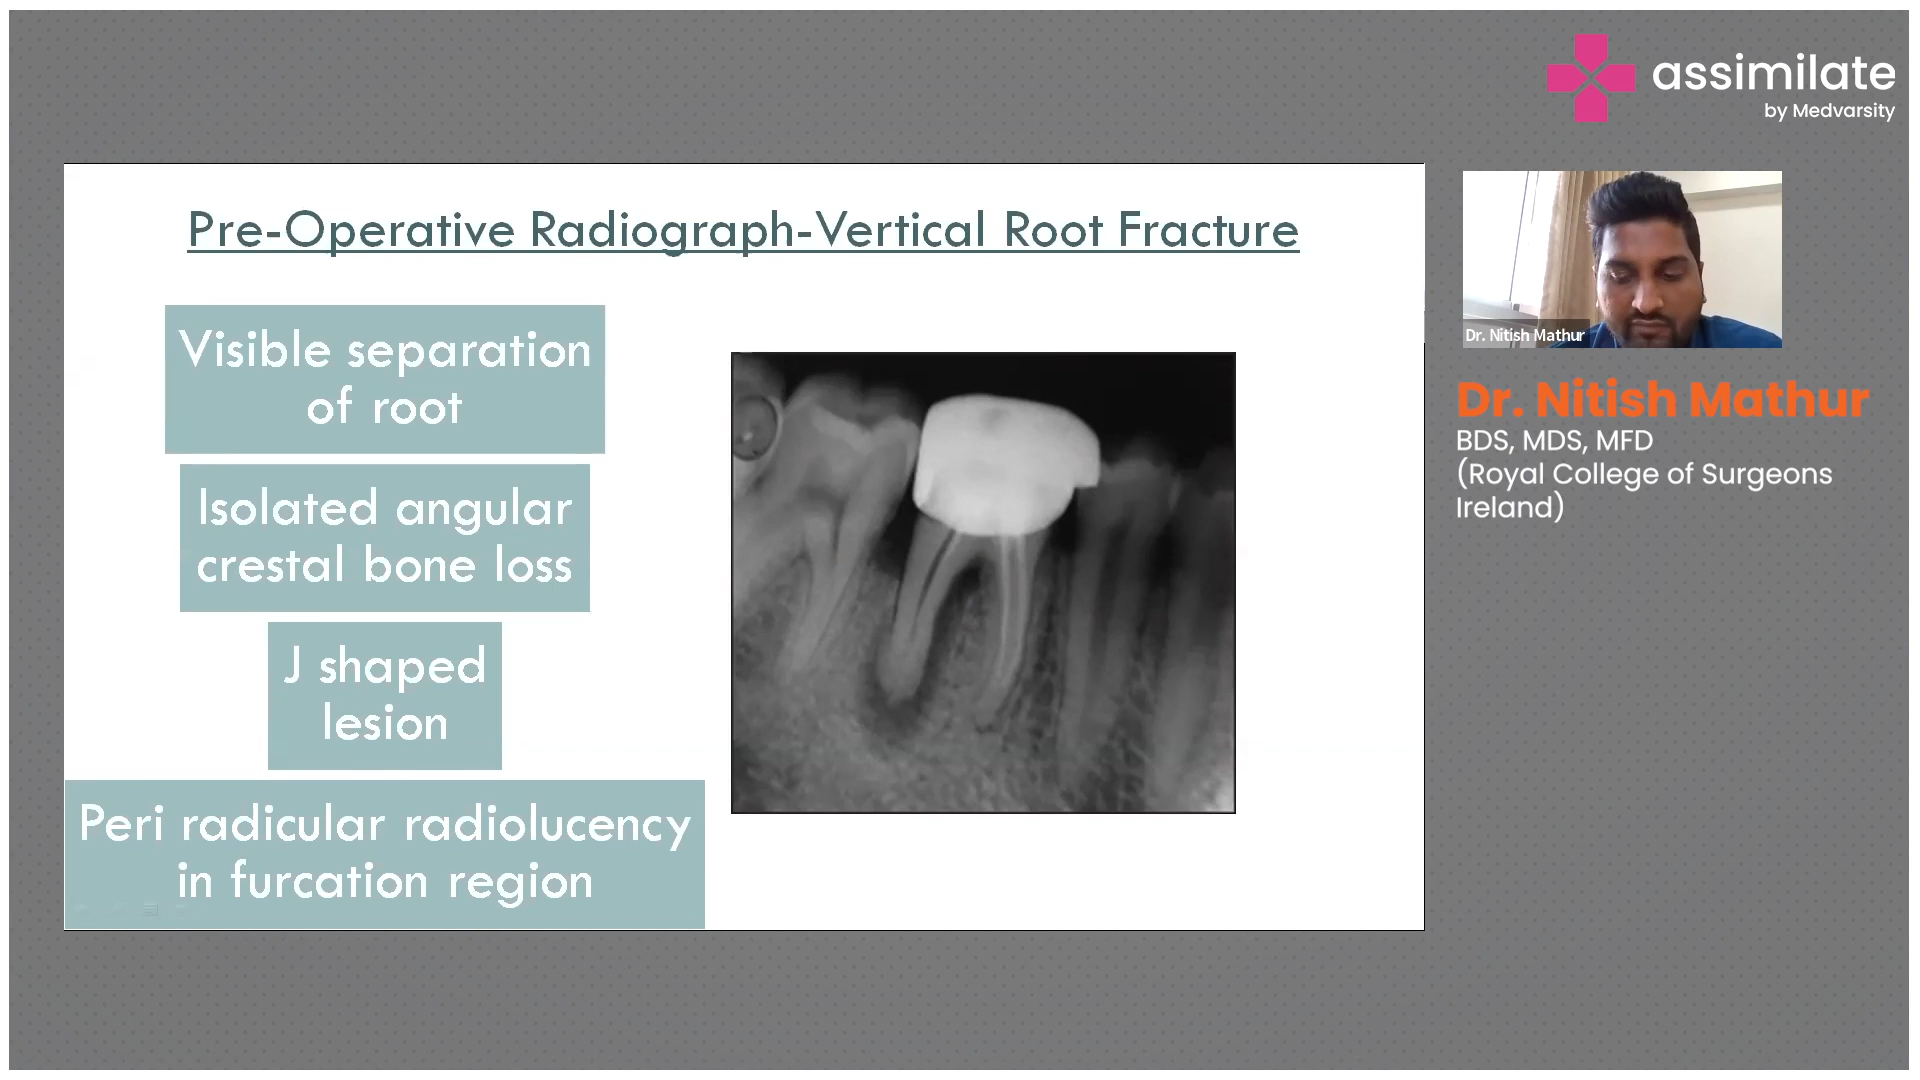 assimilate
by Medvarsity
Pre-Operative Radiograph-Vertical Root Fracture
Visible separation
of root
Isolated angular
crestal bone loss
J shaped
lesion
Peri radicular radiolucency
in furcation region
Dr. Nitish Mathur
Dr. Nitish Mathur
BDS, MDS, MFD
(Royal College of Surgeons
Ireland)